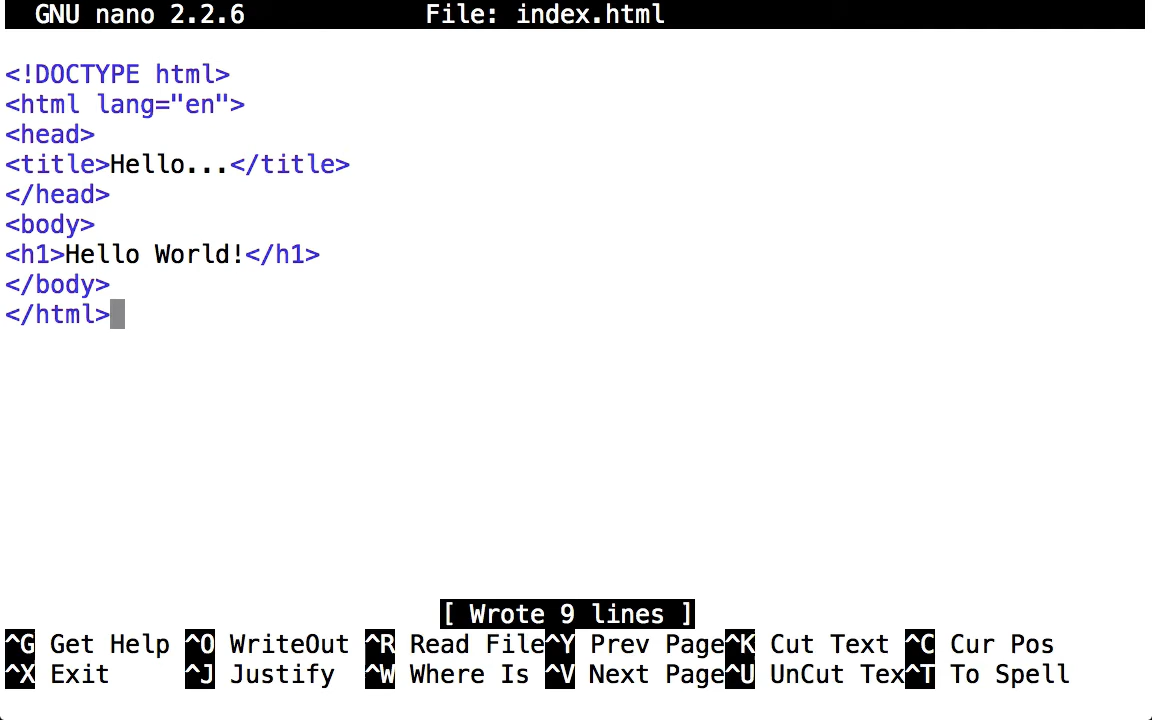 GNU nano 2.2.6 File: index.html
<!DOCTYPE html>
<html lang="en">
<head>
<title>Hello...</title>
</head>
<body>
<h1>Hello World!</h1>
</body>
</html>
[ Wrote 9 lines ]
^G Get Help ^O WriteOut ^R Read File ^Y Prev Page ^K Cut Text ^C Cur Pos
^X Exit ^J Justify ^W Where Is ^V Next Page ^U UnCut Tex ^T To Spell